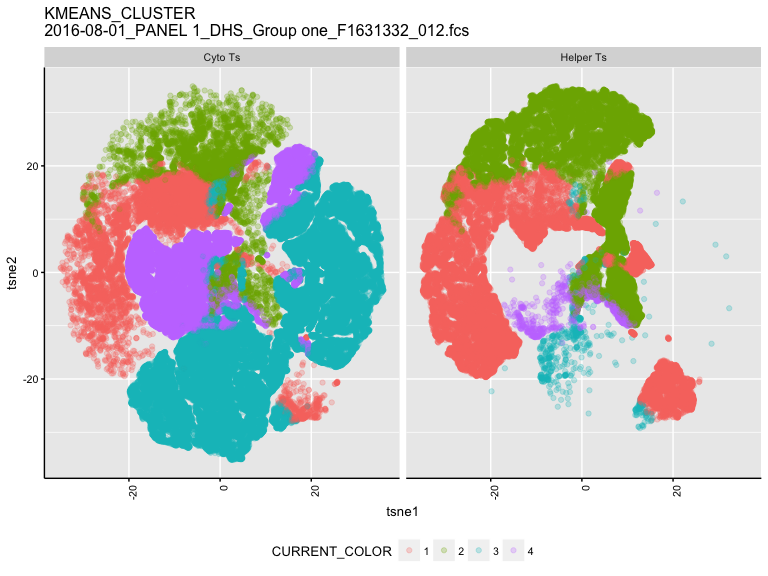 KMEANS_CLUSTER
2016-08-01_PANEL 1_DHS_Group one_F1631332_012.fcs
Cyto Ts
Helper Ts
tsne2
20
0
-20
-20
0
20
-20
0
20
tsne1
CURRENT_COLOR 1 2 3 4